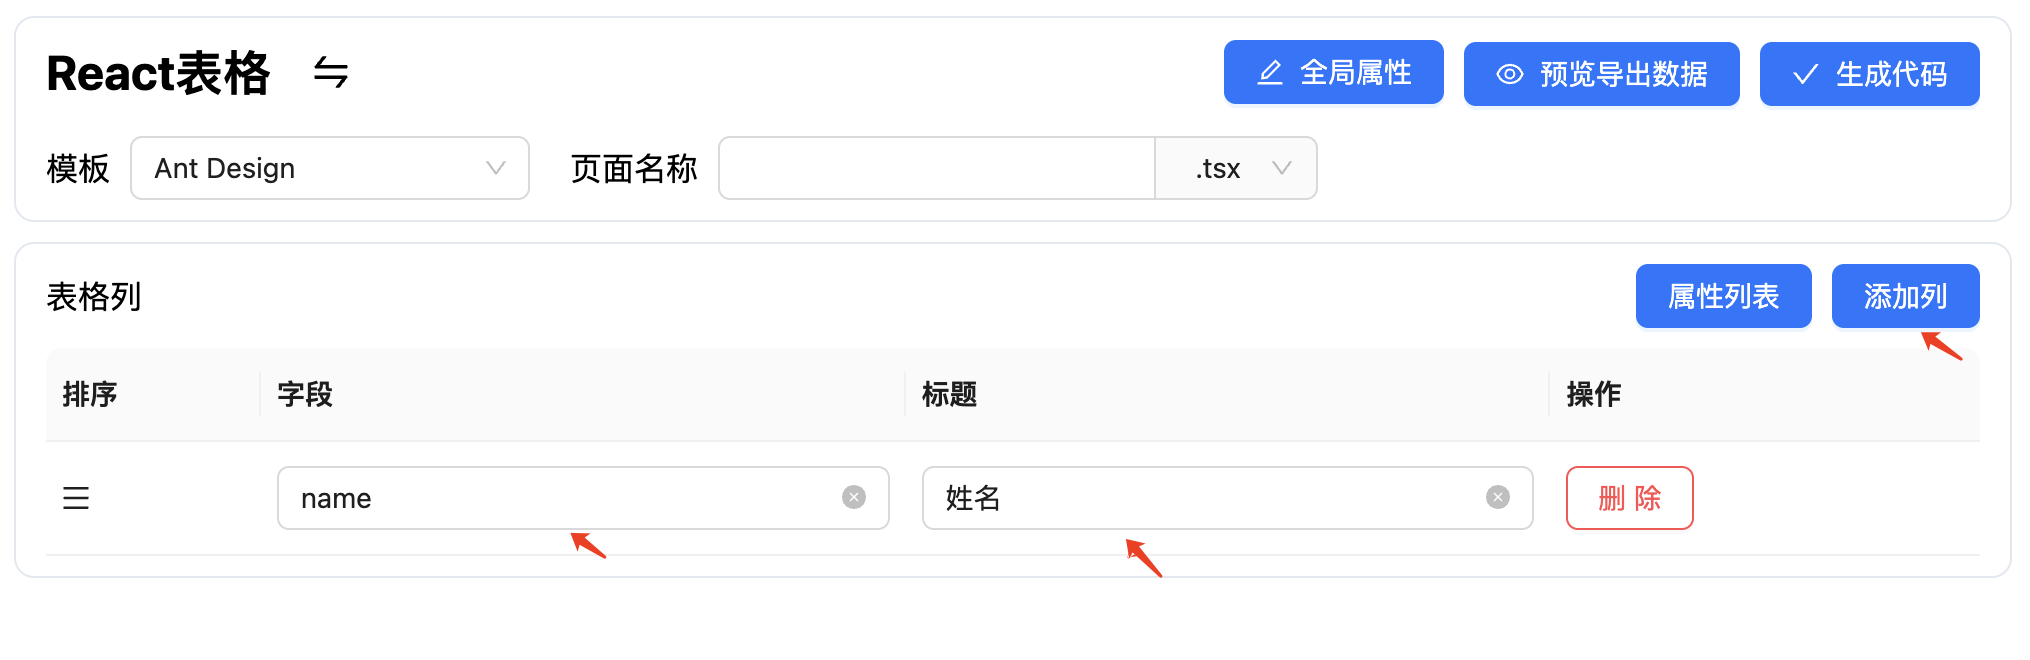 React表格
全局属性
预览导出数据
生成代码
模板 Ant Design 页面名称 .tsx
表格列
属性列表
添加列
排序 字段 标题 操作
name 姓名 删 除